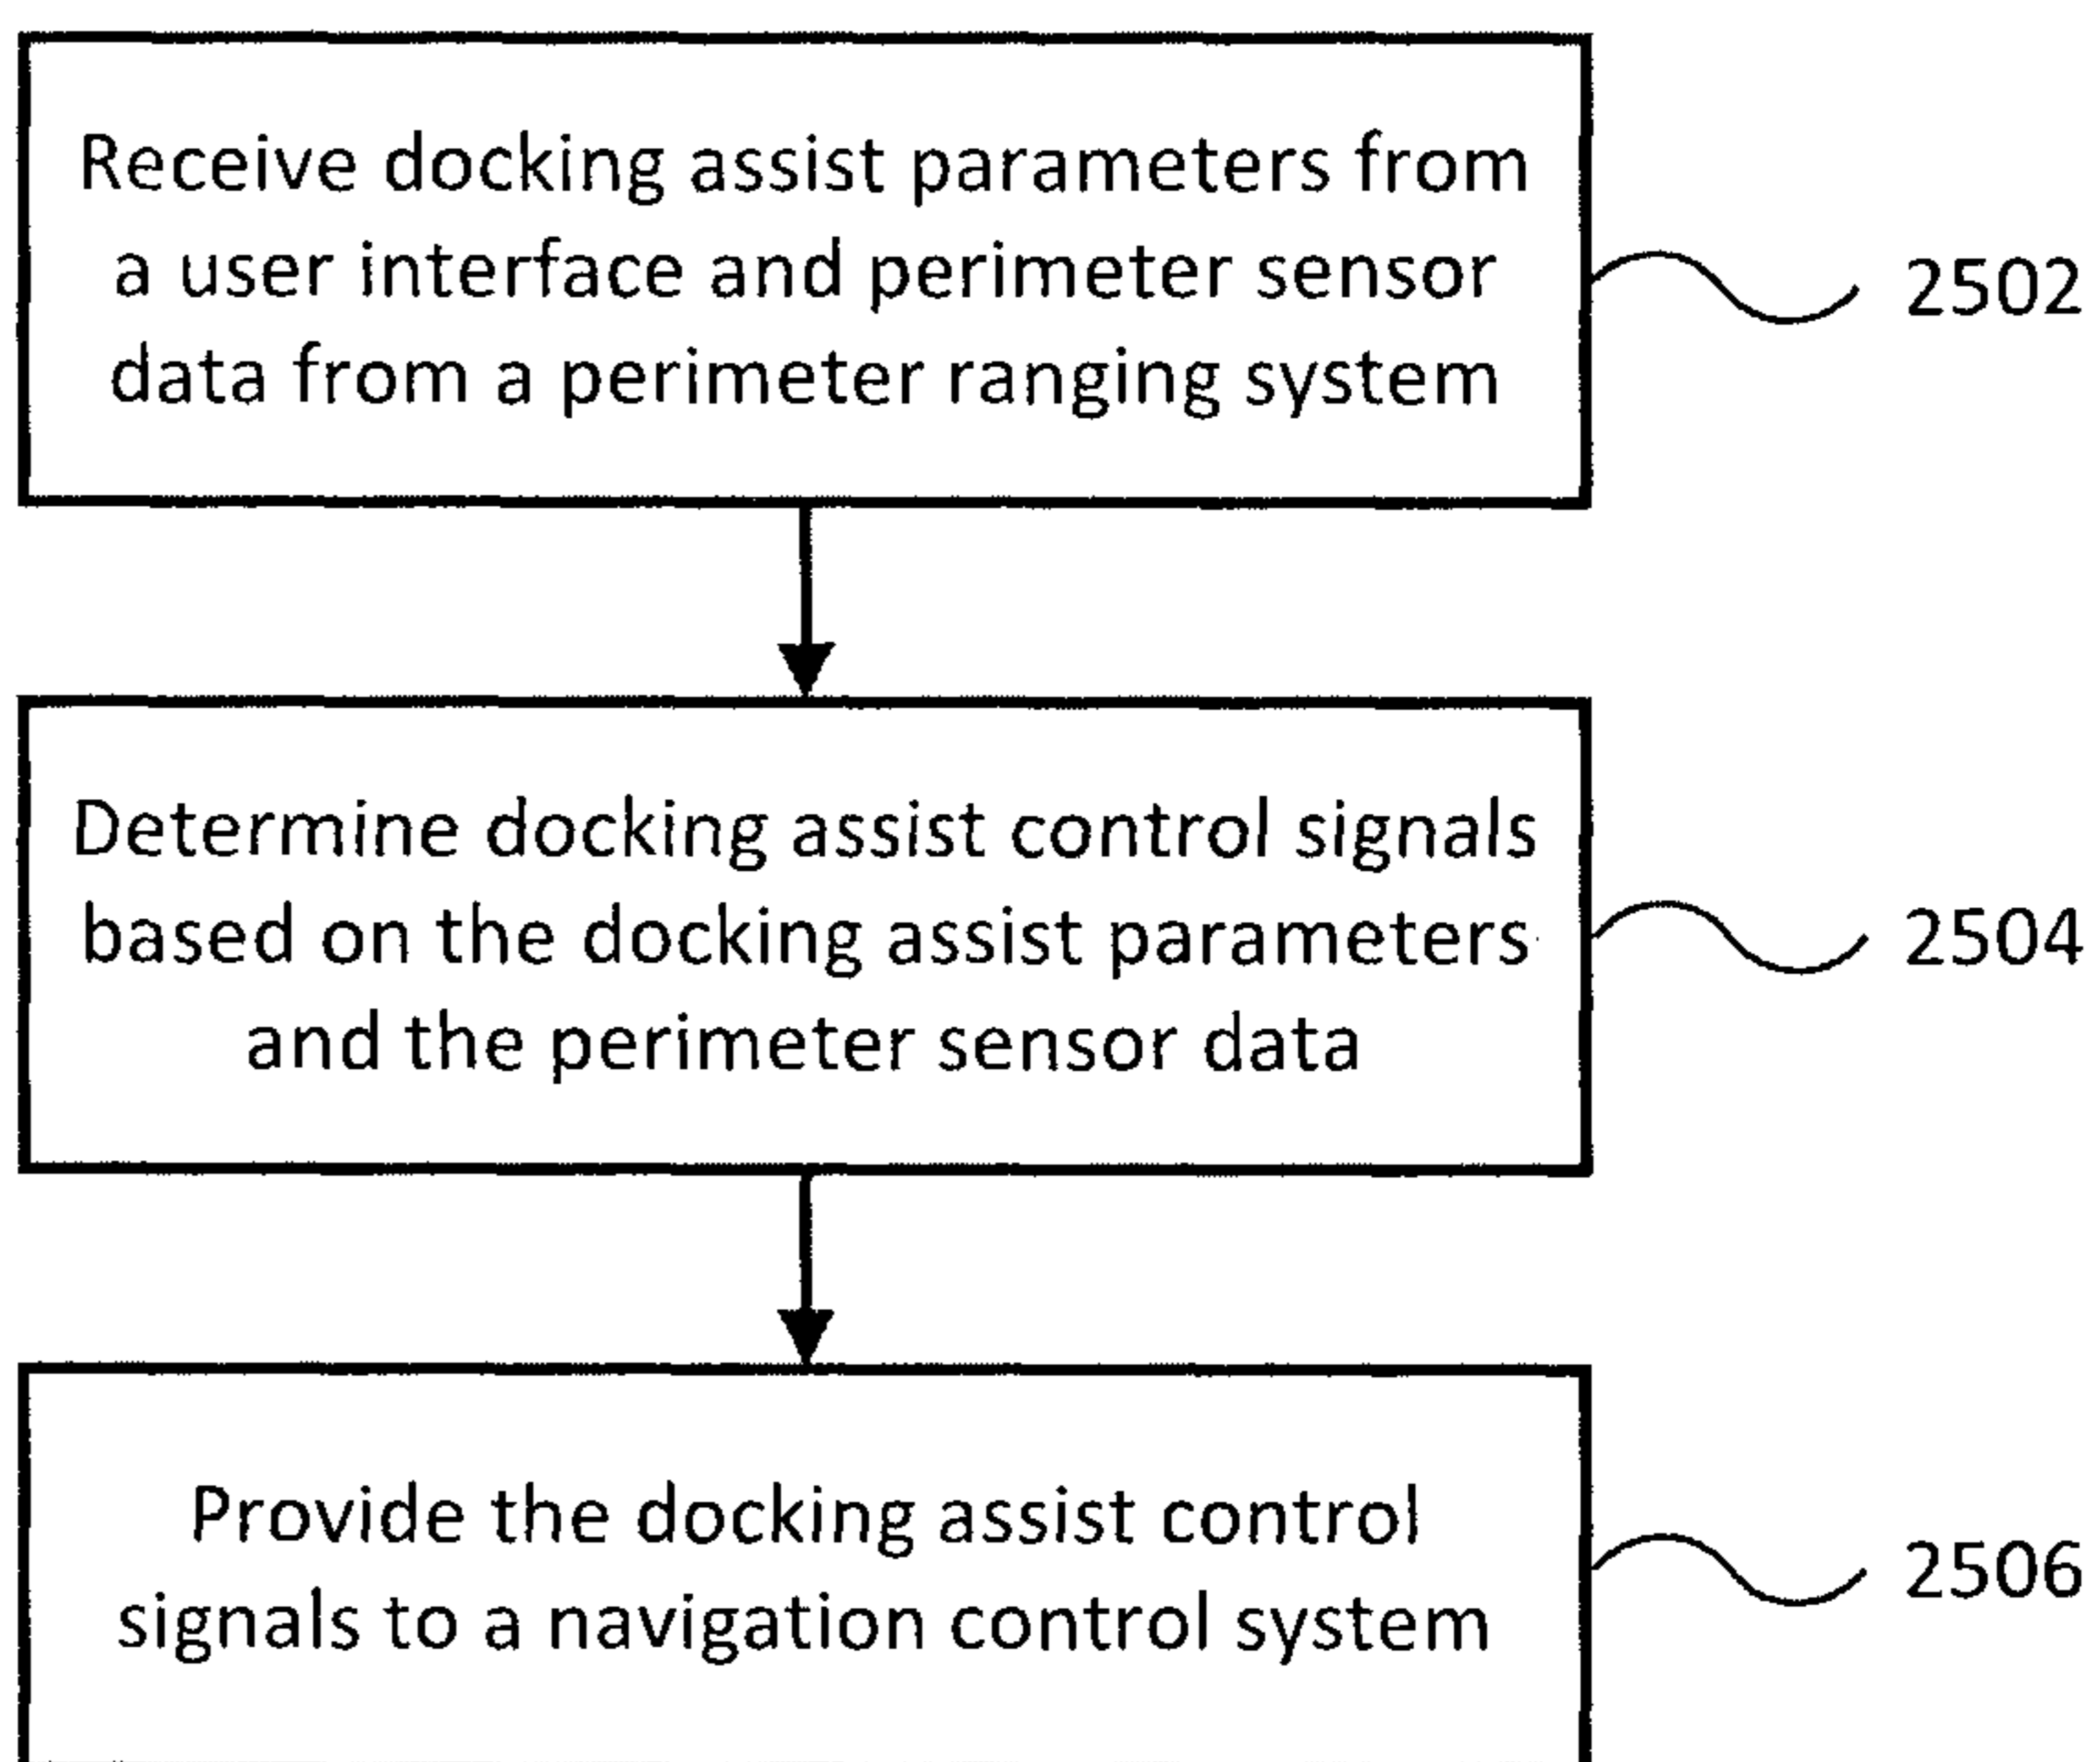 Receive docking assist parameters from
a user interface and perimeter sensor
data from a perimeter ranging system
2502
Determine docking assist control signals
based on the docking assist parameters
and the perimeter sensor data
2504
Provide the docking assist control
signals to a navigation control system
2506